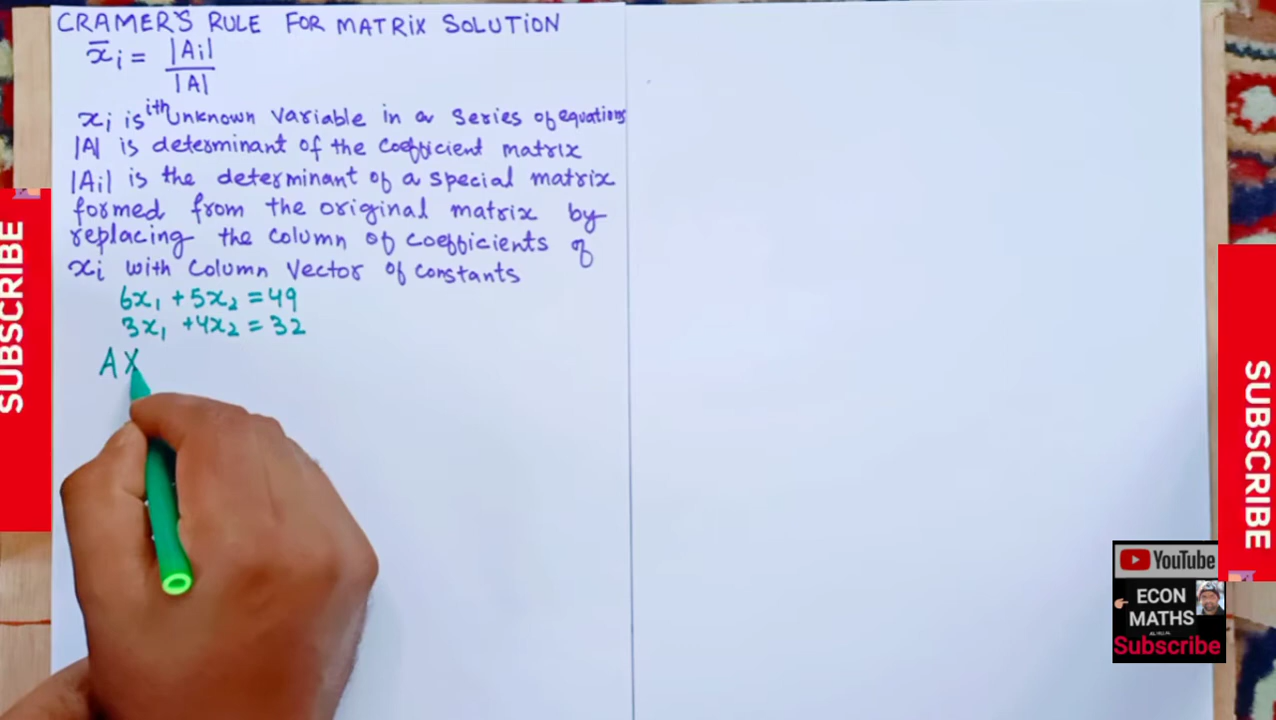 CRAMER'S RULE FOR MATRIX SOLUTION
x̄i = |Ai| / |A|
xi is ith unknown variable in a series of equations
|A| is determinant of the coefficient matrix
|Ai| is the determinant of a special matrix
formed from the original matrix by
replacing the column of coefficients of
xi with column vector of constants
6x₁ + 5x₂ = 49
3x₁ + 4x₂ = 32
AX
SUBSCRIBE
SUBSCRIBE
YouTube
ECON
MATHS
Subscribe